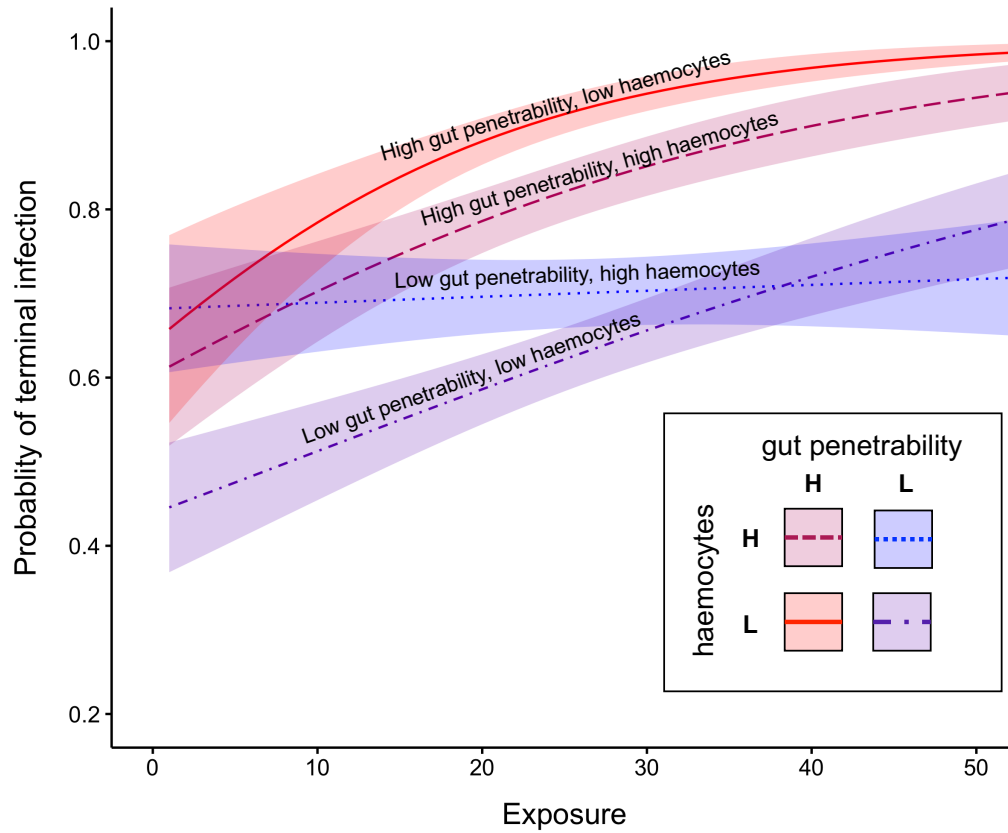 Probablity of terminal infection
1.0
0.8
0.6
0.4
0.2
High gut penetrability, low haemocytes
High gut penetrability, high haemocytes
Low gut penetrability, high haemocytes
Low gut penetrability, low haemocytes
gut penetrability
H L
haemocytes
H
L
0 10 20 30 40 50
Exposure